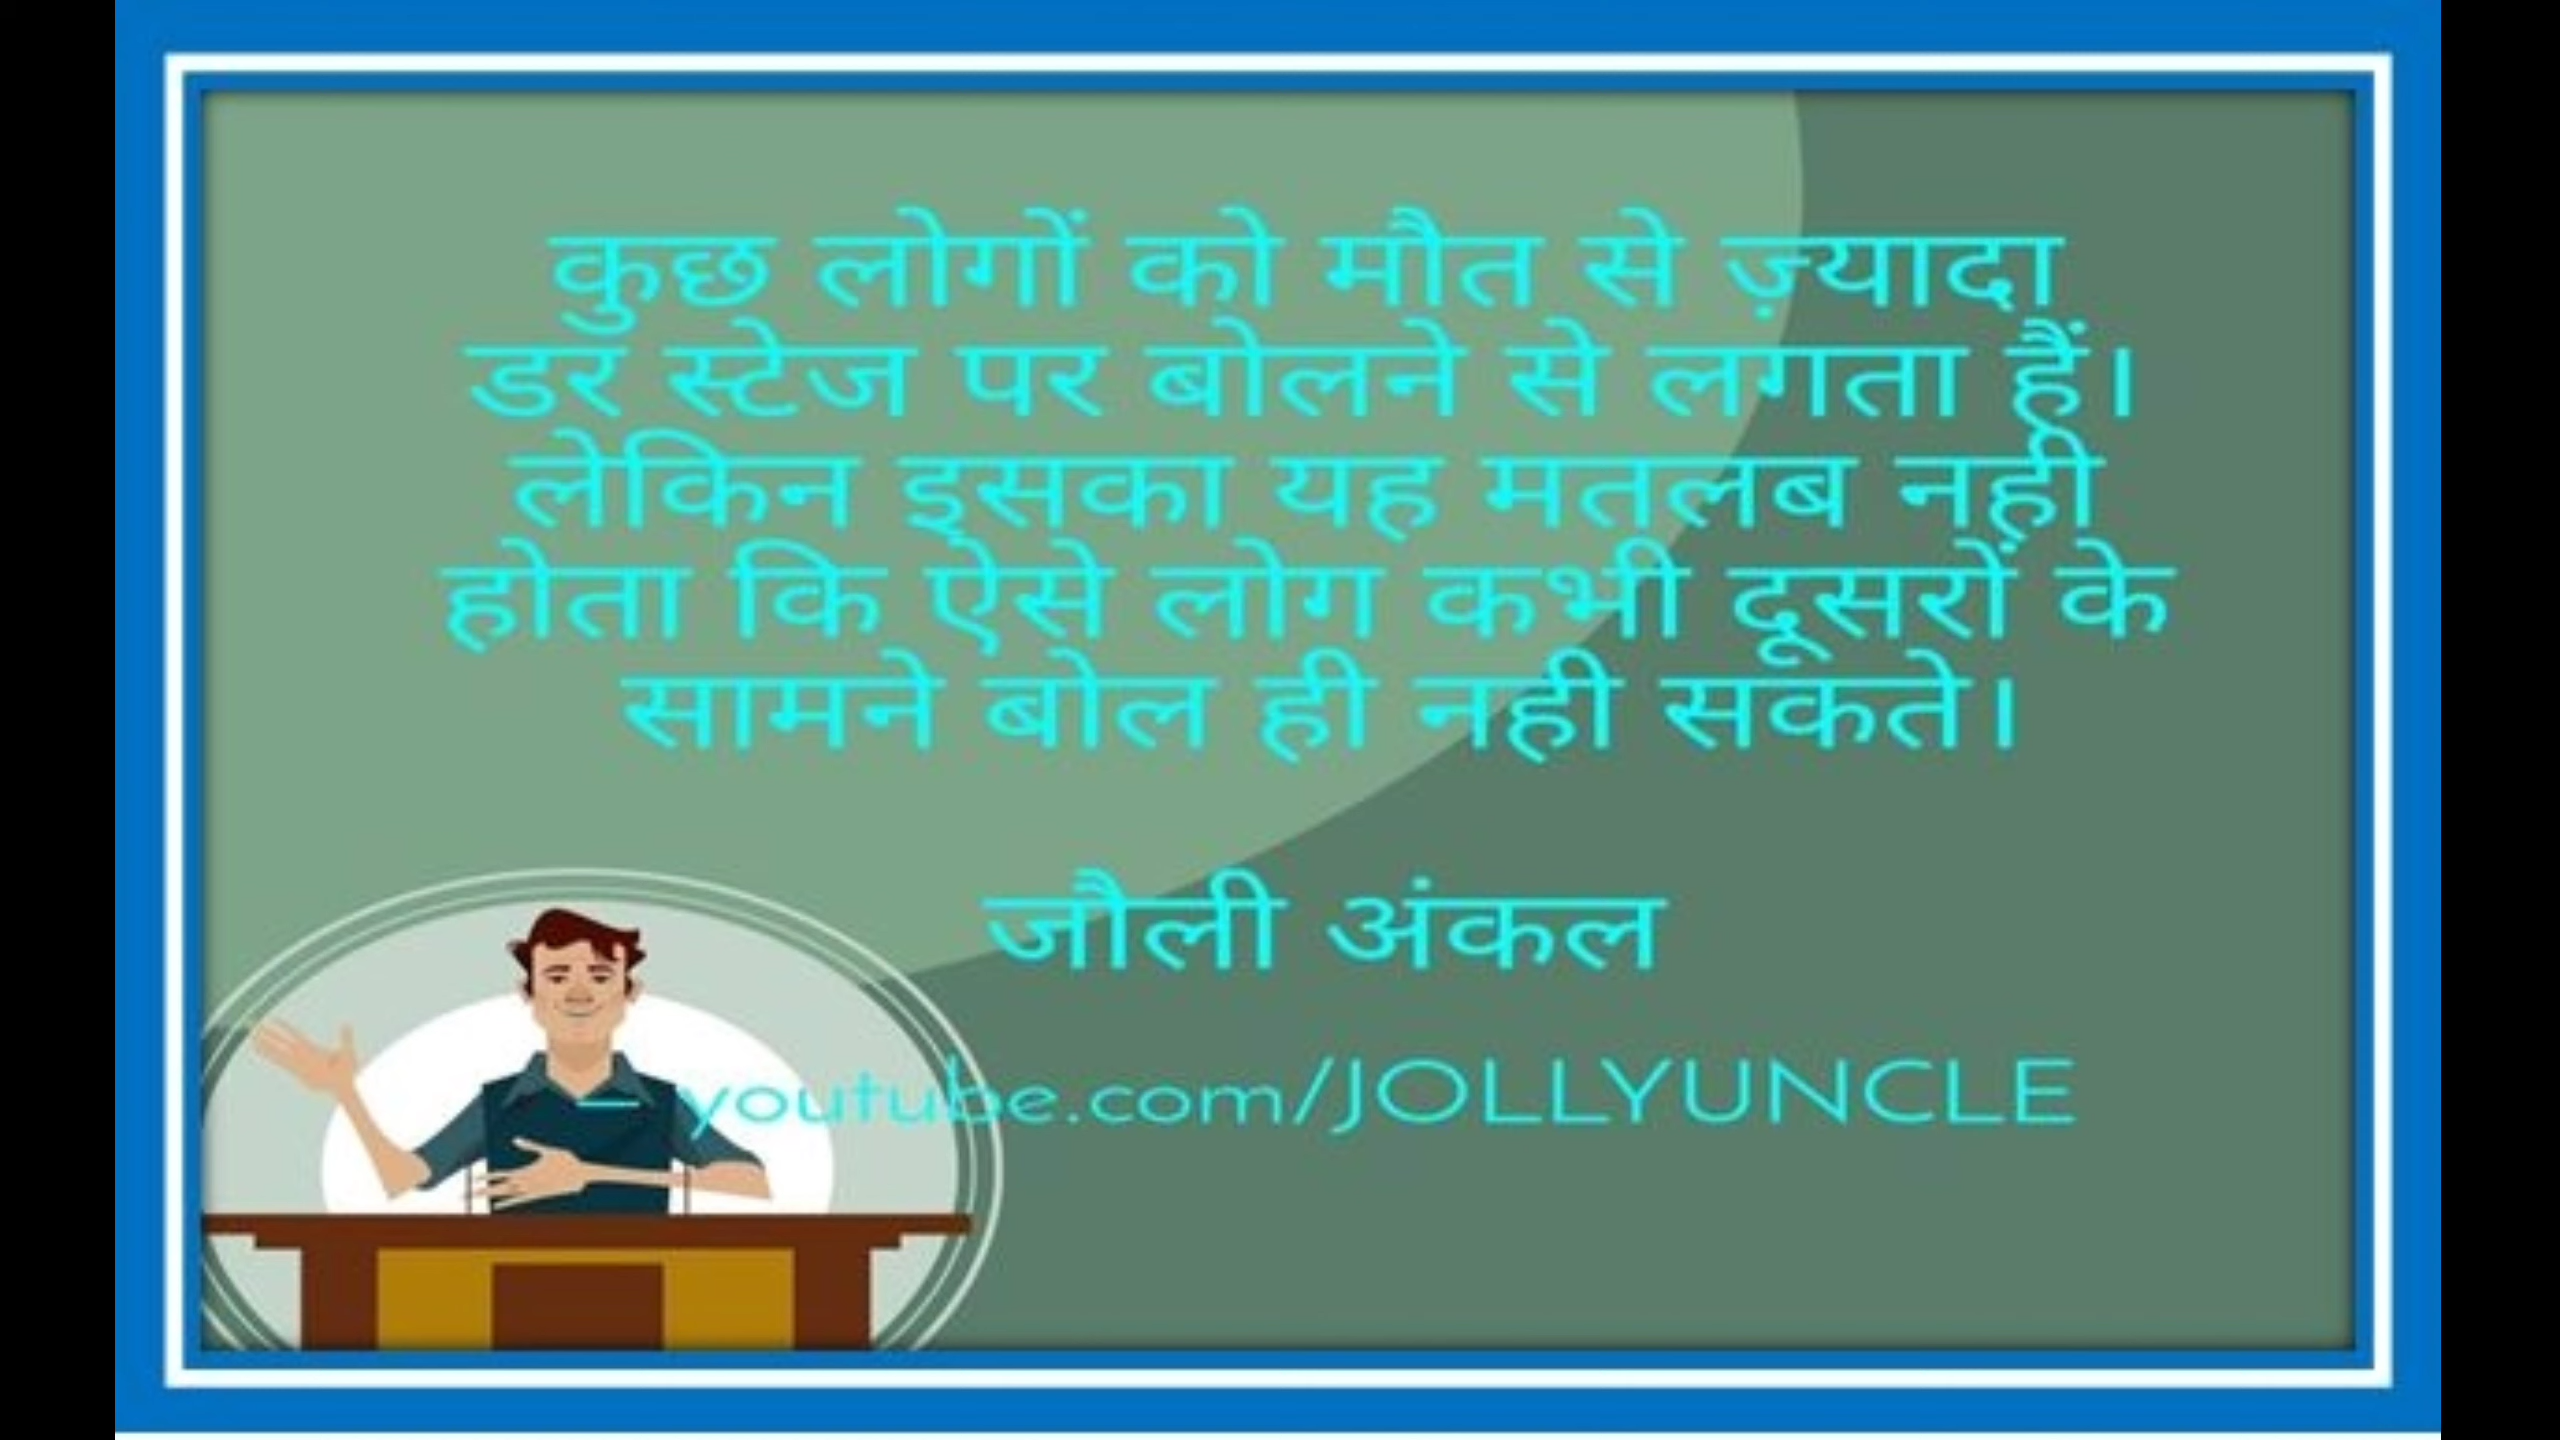 कुछ लोगों को मौत से ज़्यादा
डर स्टेज पर बोलने से लगता हैं।
लेकिन इसका यह मतलब नही
होता कि ऐसे लोग कभी दूसरों के
सामने बोल ही नही सकते।
जौली अंकल
– youtube.com/JOLLYUNCLE